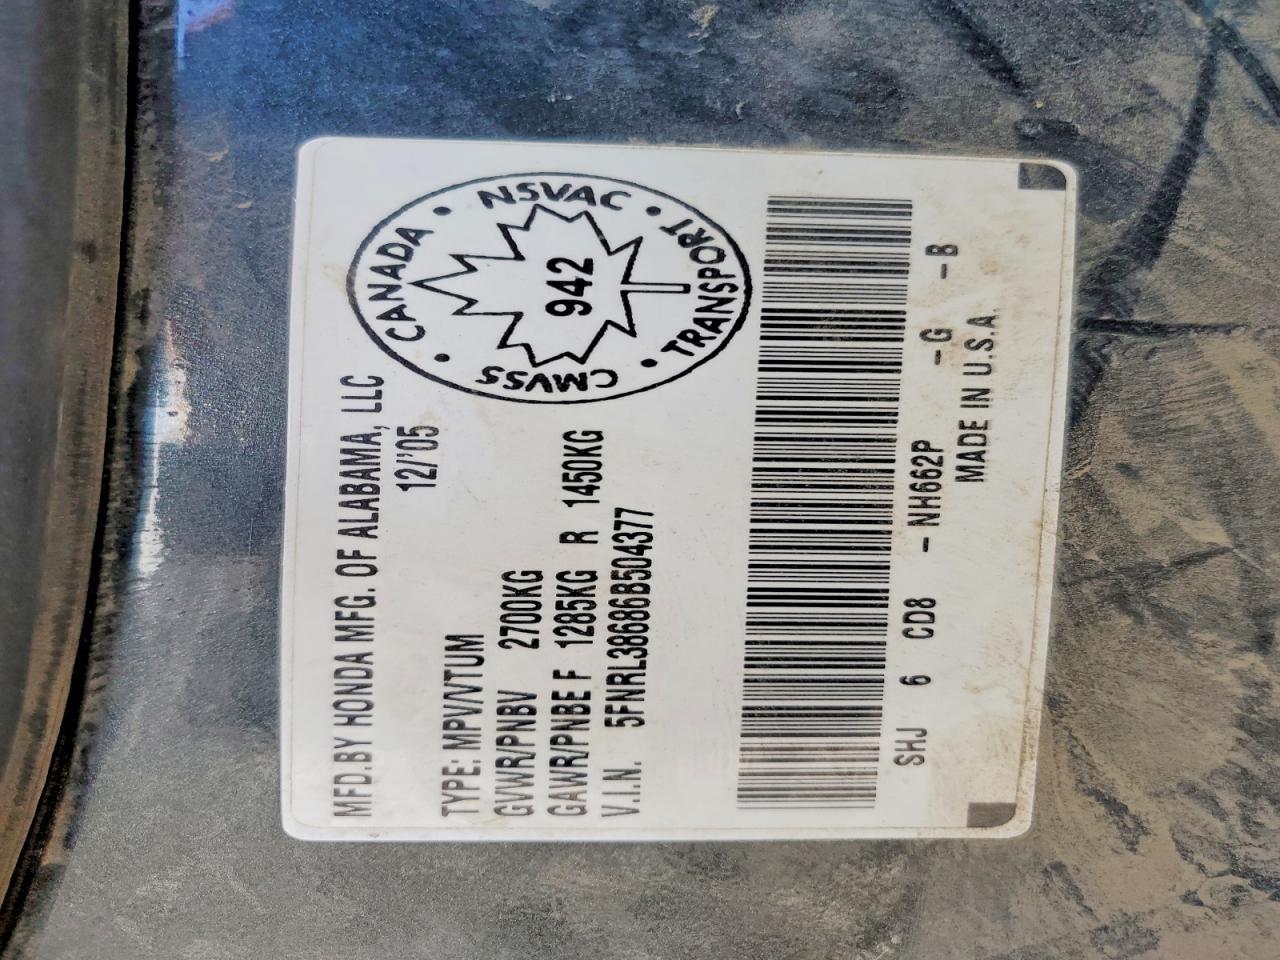 MFD.BY HONDA MFG. OF ALABAMA, LLC
12/'05
TYPE: MPV/VTUM
GVWR/PNBV 2700KG
GAWR/PNBE F 1285KG R 1450KG
V.I.N. 5FNRL38686B504377
CANADA • NSVAC • TRANSPORT • CMVSS •
942
SHJ 6 CD8 -NH662P -G -B
MADE IN U.S.A.